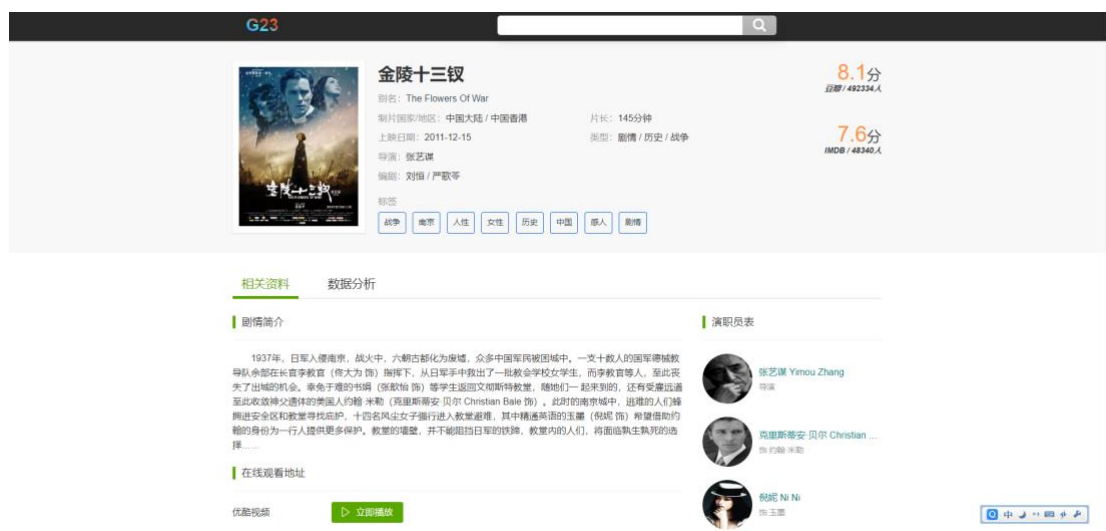 G23
金陵十三钗
别名：The Flowers Of War
制片国家/地区：中国大陆 / 中国香港
片长：145分钟
上映日期：2011-12-15
类型：剧情 / 历史 / 战争
导演：张艺谋
编剧：刘恒 / 严歌苓
标签
战争 南京 人性 女性 历史 中国 感人 剧情
8.1分
豆瓣 / 492334人
7.6分
IMDB / 48340人
金陵十三钗
相关资料 数据分析
剧情简介
1937年，日军入侵南京，战火中，六朝古都化为废墟，众多中国军民被困城中。一支十数人的国军德械教
导队余部在长官李教官（佟大为 饰）指挥下，从日军手中救出了一批教会学校女学生，而李教官等人，至此丧
失了出城的机会。幸免于难的书娟（张歆怡 饰）等学生返回文彻斯特教堂，随她们一起来到的，还有受雇远道
至此收敛神父遗体的美国人约翰·米勒（克里斯蒂安·贝尔 Christian Bale 饰）。此时的南京城中，逃难的人们蜂
拥进安全区和教堂寻找庇护，十四名风尘女子强行进入教堂避难，其中精通英语的玉墨（倪妮 饰）希望借助约
翰的身份为一行人提供更多保护。教堂的墙壁，并不能阻挡日军的铁蹄，教堂内的人们，将面临孰生孰死的选
择……
在线观看地址
优酷视频
立即播放
演职员表
张艺谋 Yimou Zhang
导演
克里斯蒂安·贝尔 Christian ...
饰 约翰·米勒
倪妮 Ni Ni
饰 玉墨
中